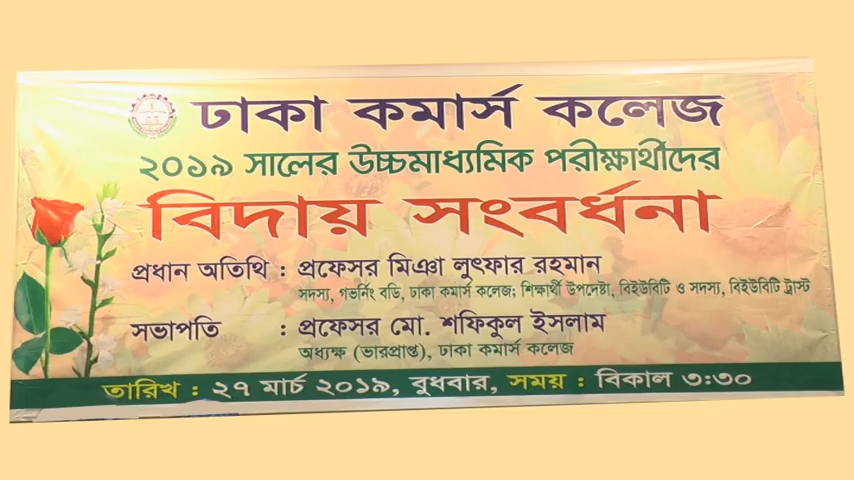 ঢাকা কমার্স কলেজ
২০১৯ সালের উচ্চমাধ্যমিক পরীক্ষার্থীদের
বিদায় সংবর্ধনা
প্রধান অতিথি : প্রফেসর মিঞা লুৎফার রহমান
সদস্য, গভর্নিং বডি, ঢাকা কমার্স কলেজ; শিক্ষার্থী উপদেষ্টা, বিইউবিটি ও সদস্য, বিইউবিটি ট্রাস্ট
সভাপতি : প্রফেসর মো. শফিকুল ইসলাম
অধ্যক্ষ (ভারপ্রাপ্ত), ঢাকা কমার্স কলেজ
তারিখ : ২৭ মার্চ ২০১৯, বুধবার, সময় : বিকাল ৩:৩০